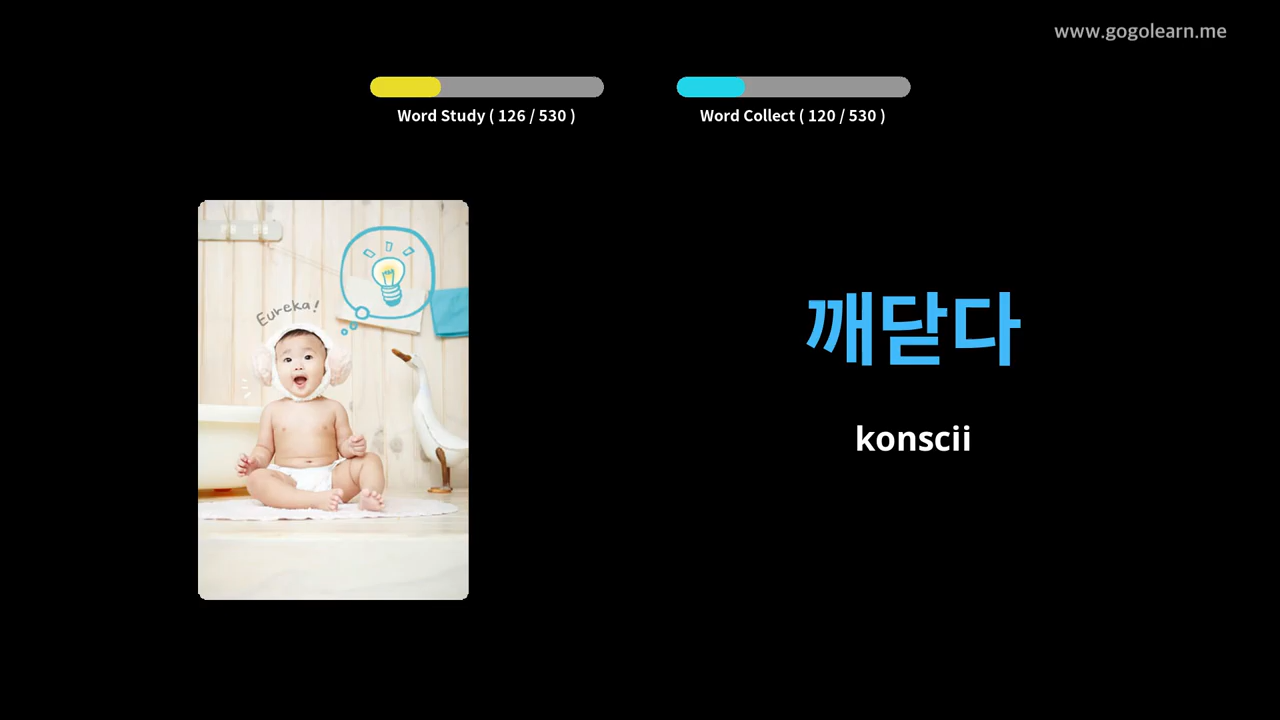 www.gogolearn.me
Word Study ( 126 / 530 )
Word Collect ( 120 / 530 )
Eureka!
깨닫다
konscii